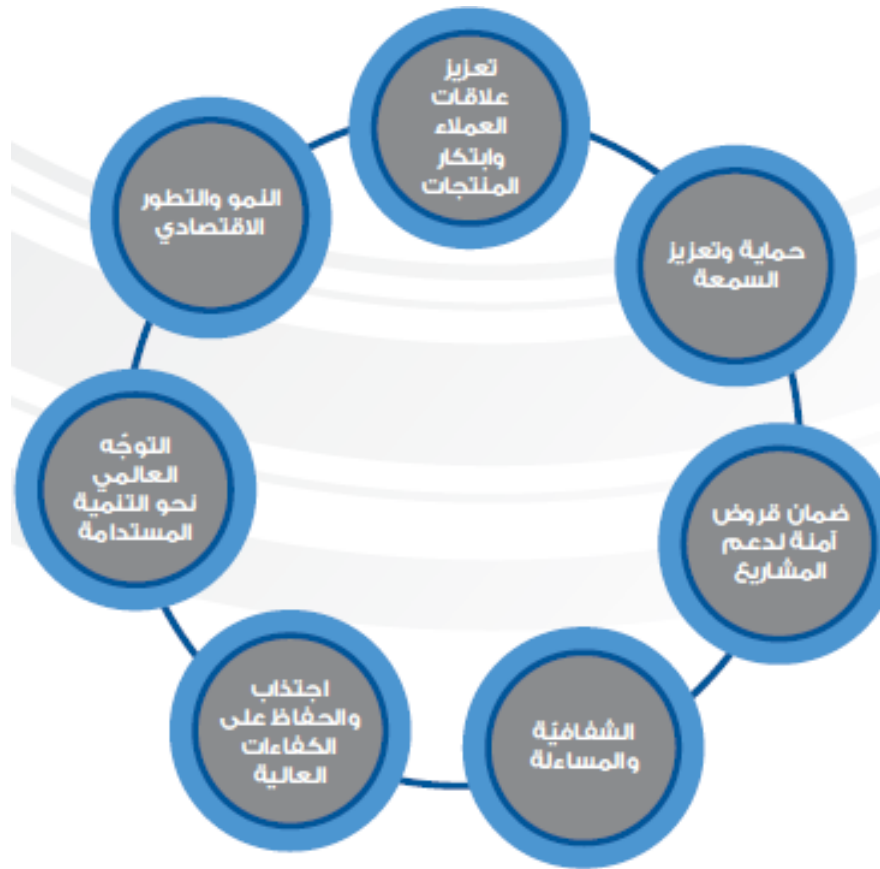 تعزيز
علاقات
العملاء
وابتكار
المنتجات
حماية وتعزيز
السمعة
ضمان قروض
آمنة لدعم
المشاريع
الشفافيّة
والمساءلة
اجتذاب
والحفاظ على
الكفاءات
العالية
التوجّه
العالمي
نحو التنمية
المستدامة
النمو والتطور
الاقتصادي